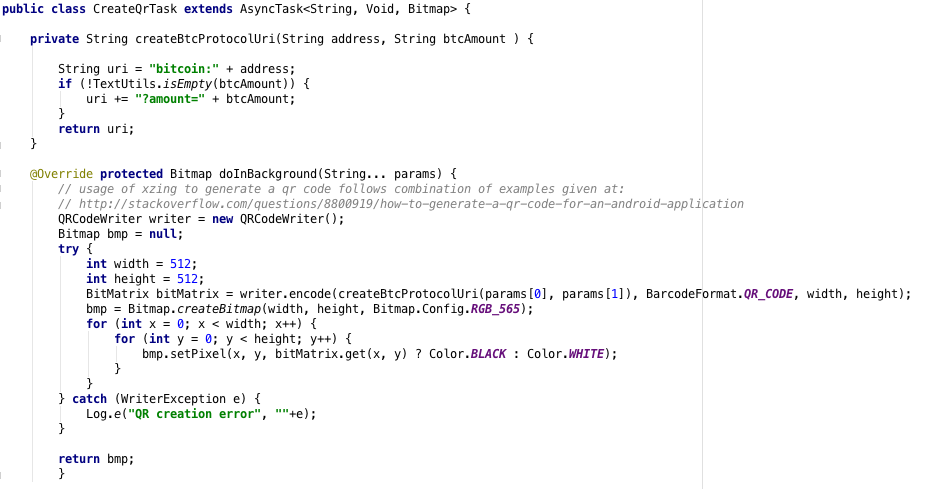 public class CreateQrTask extends AsyncTask<String, Void, Bitmap> {
private String createBtcProtocolUri(String address, String btcAmount ) {
String uri = "bitcoin:" + address;
if (!TextUtils.isEmpty(btcAmount)) {
uri += "?amount=" + btcAmount;
}
return uri;
}
@Override protected Bitmap doInBackground(String... params) {
// usage of xzing to generate a qr code follows combination of examples given at:
// http://stackoverflow.com/questions/8800919/how-to-generate-a-qr-code-for-an-android-application
QRCodeWriter writer = new QRCodeWriter();
Bitmap bmp = null;
try {
int width = 512;
int height = 512;
BitMatrix bitMatrix = writer.encode(createBtcProtocolUri(params[0], params[1]), BarcodeFormat.QR_CODE, width, height);
bmp = Bitmap.createBitmap(width, height, Bitmap.Config.RGB_565);
for (int x = 0; x < width; x++) {
for (int y = 0; y < height; y++) {
bmp.setPixel(x, y, bitMatrix.get(x, y) ? Color.BLACK : Color.WHITE);
}
}
} catch (WriterException e) {
Log.e("QR creation error", ""+e);
}
return bmp;
}